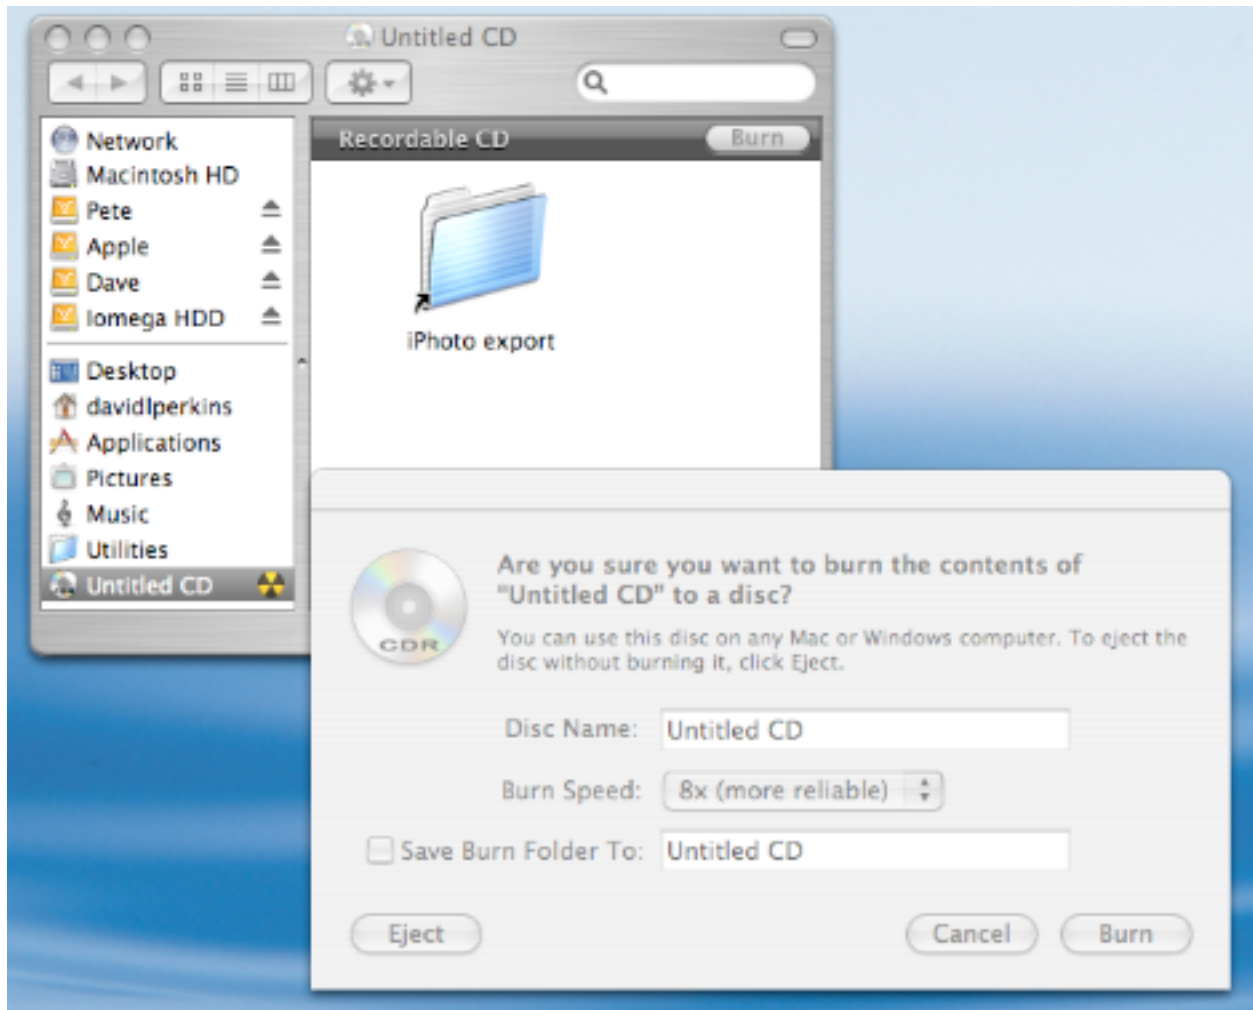 Untitled CD
Network
Macintosh HD
Pete
Apple
Dave
Iomega HDD
Desktop
davidlperkins
Applications
Pictures
Music
Utilities
Untitled CD
Recordable CD
Burn
iPhoto export
CDR
Are you sure you want to burn the contents of
"Untitled CD" to a disc?
You can use this disc on any Mac or Windows computer. To eject the
disc without burning it, click Eject.
Disc Name: Untitled CD
Burn Speed: 8x (more reliable)
Save Burn Folder To: Untitled CD
Eject Cancel Burn